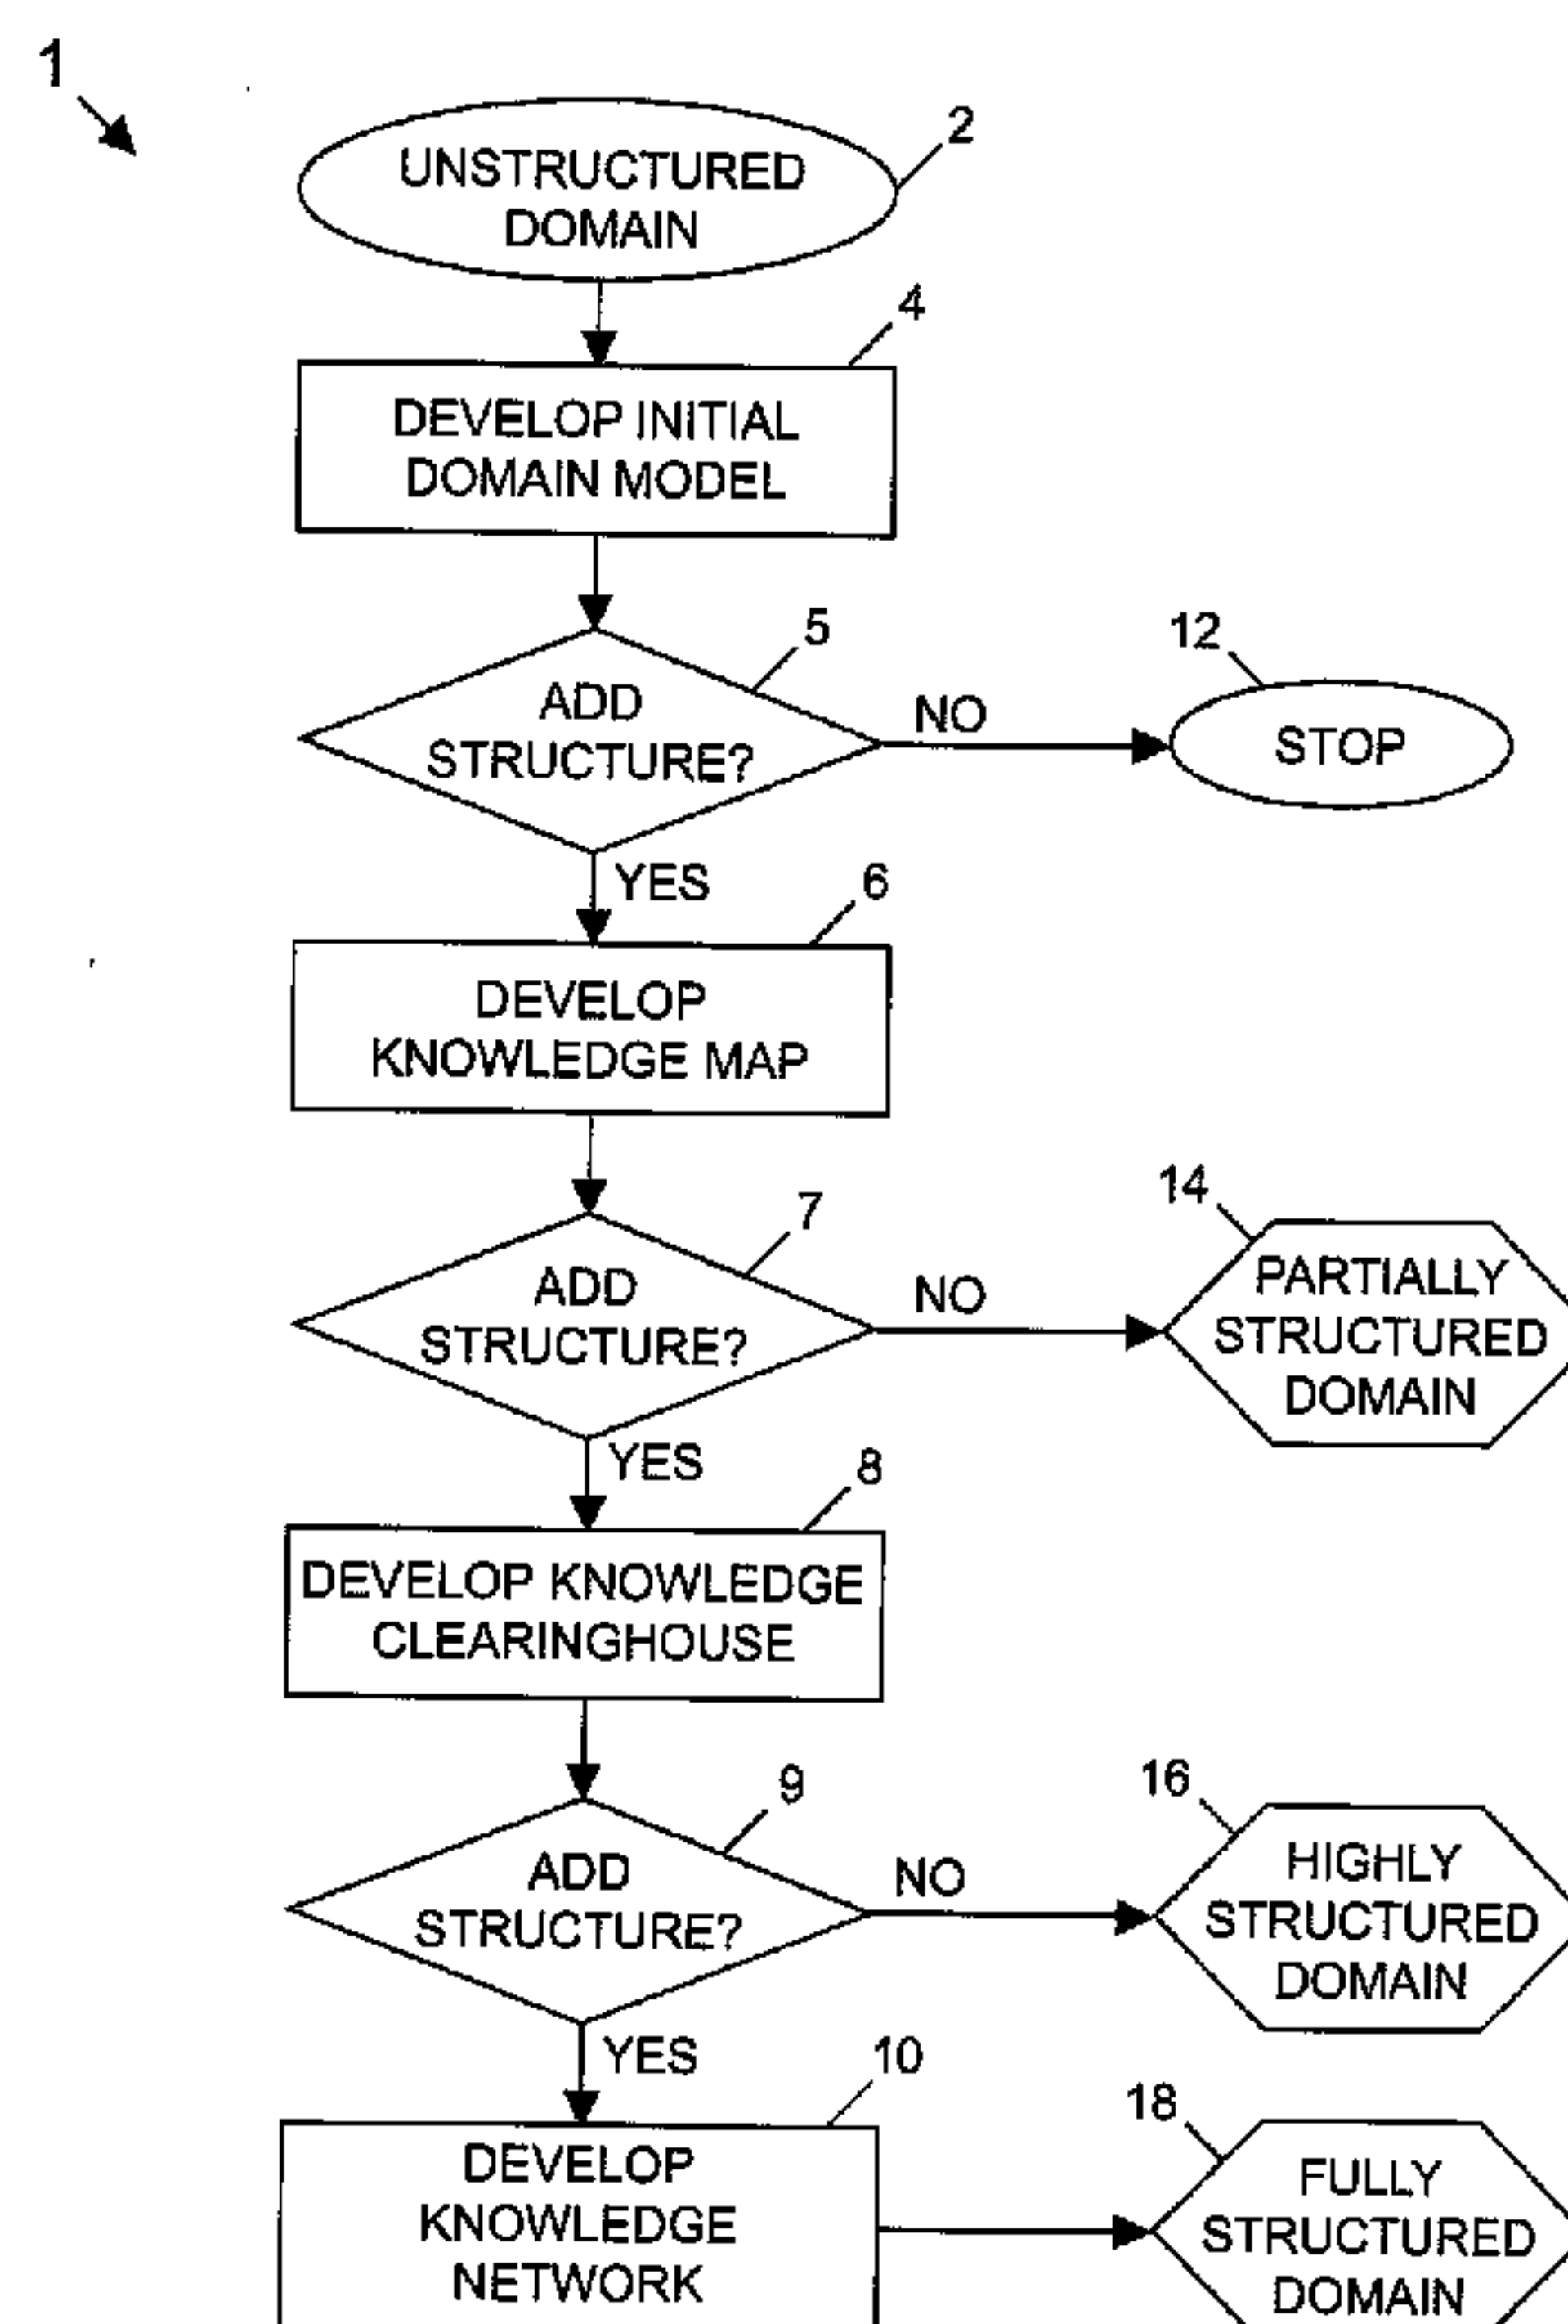 1
2
UNSTRUCTURED
DOMAIN
4
DEVELOP INITIAL
DOMAIN MODEL
5
ADD
STRUCTURE?
NO
12
STOP
YES
6
DEVELOP
KNOWLEDGE MAP
7
ADD
STRUCTURE?
NO
14
PARTIALLY
STRUCTURED
DOMAIN
YES
8
DEVELOP KNOWLEDGE
CLEARINGHOUSE
9
ADD
STRUCTURE?
NO
16
HIGHLY
STRUCTURED
DOMAIN
YES
10
DEVELOP
KNOWLEDGE
NETWORK
18
FULLY
STRUCTURED
DOMAIN